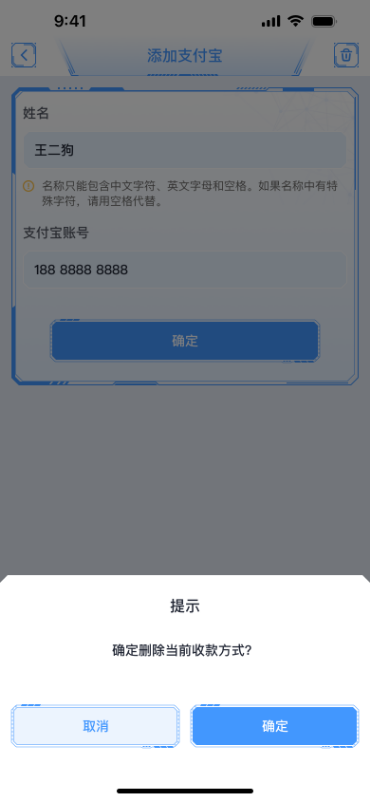 9:41
添加支付宝
姓名
王二狗
名称只能包含中文字符、英文字母和空格。如果名称中有特
殊字符，请用空格代替。
支付宝账号
188 8888 8888
确定
提示
确定删除当前收款方式?
取消
确定